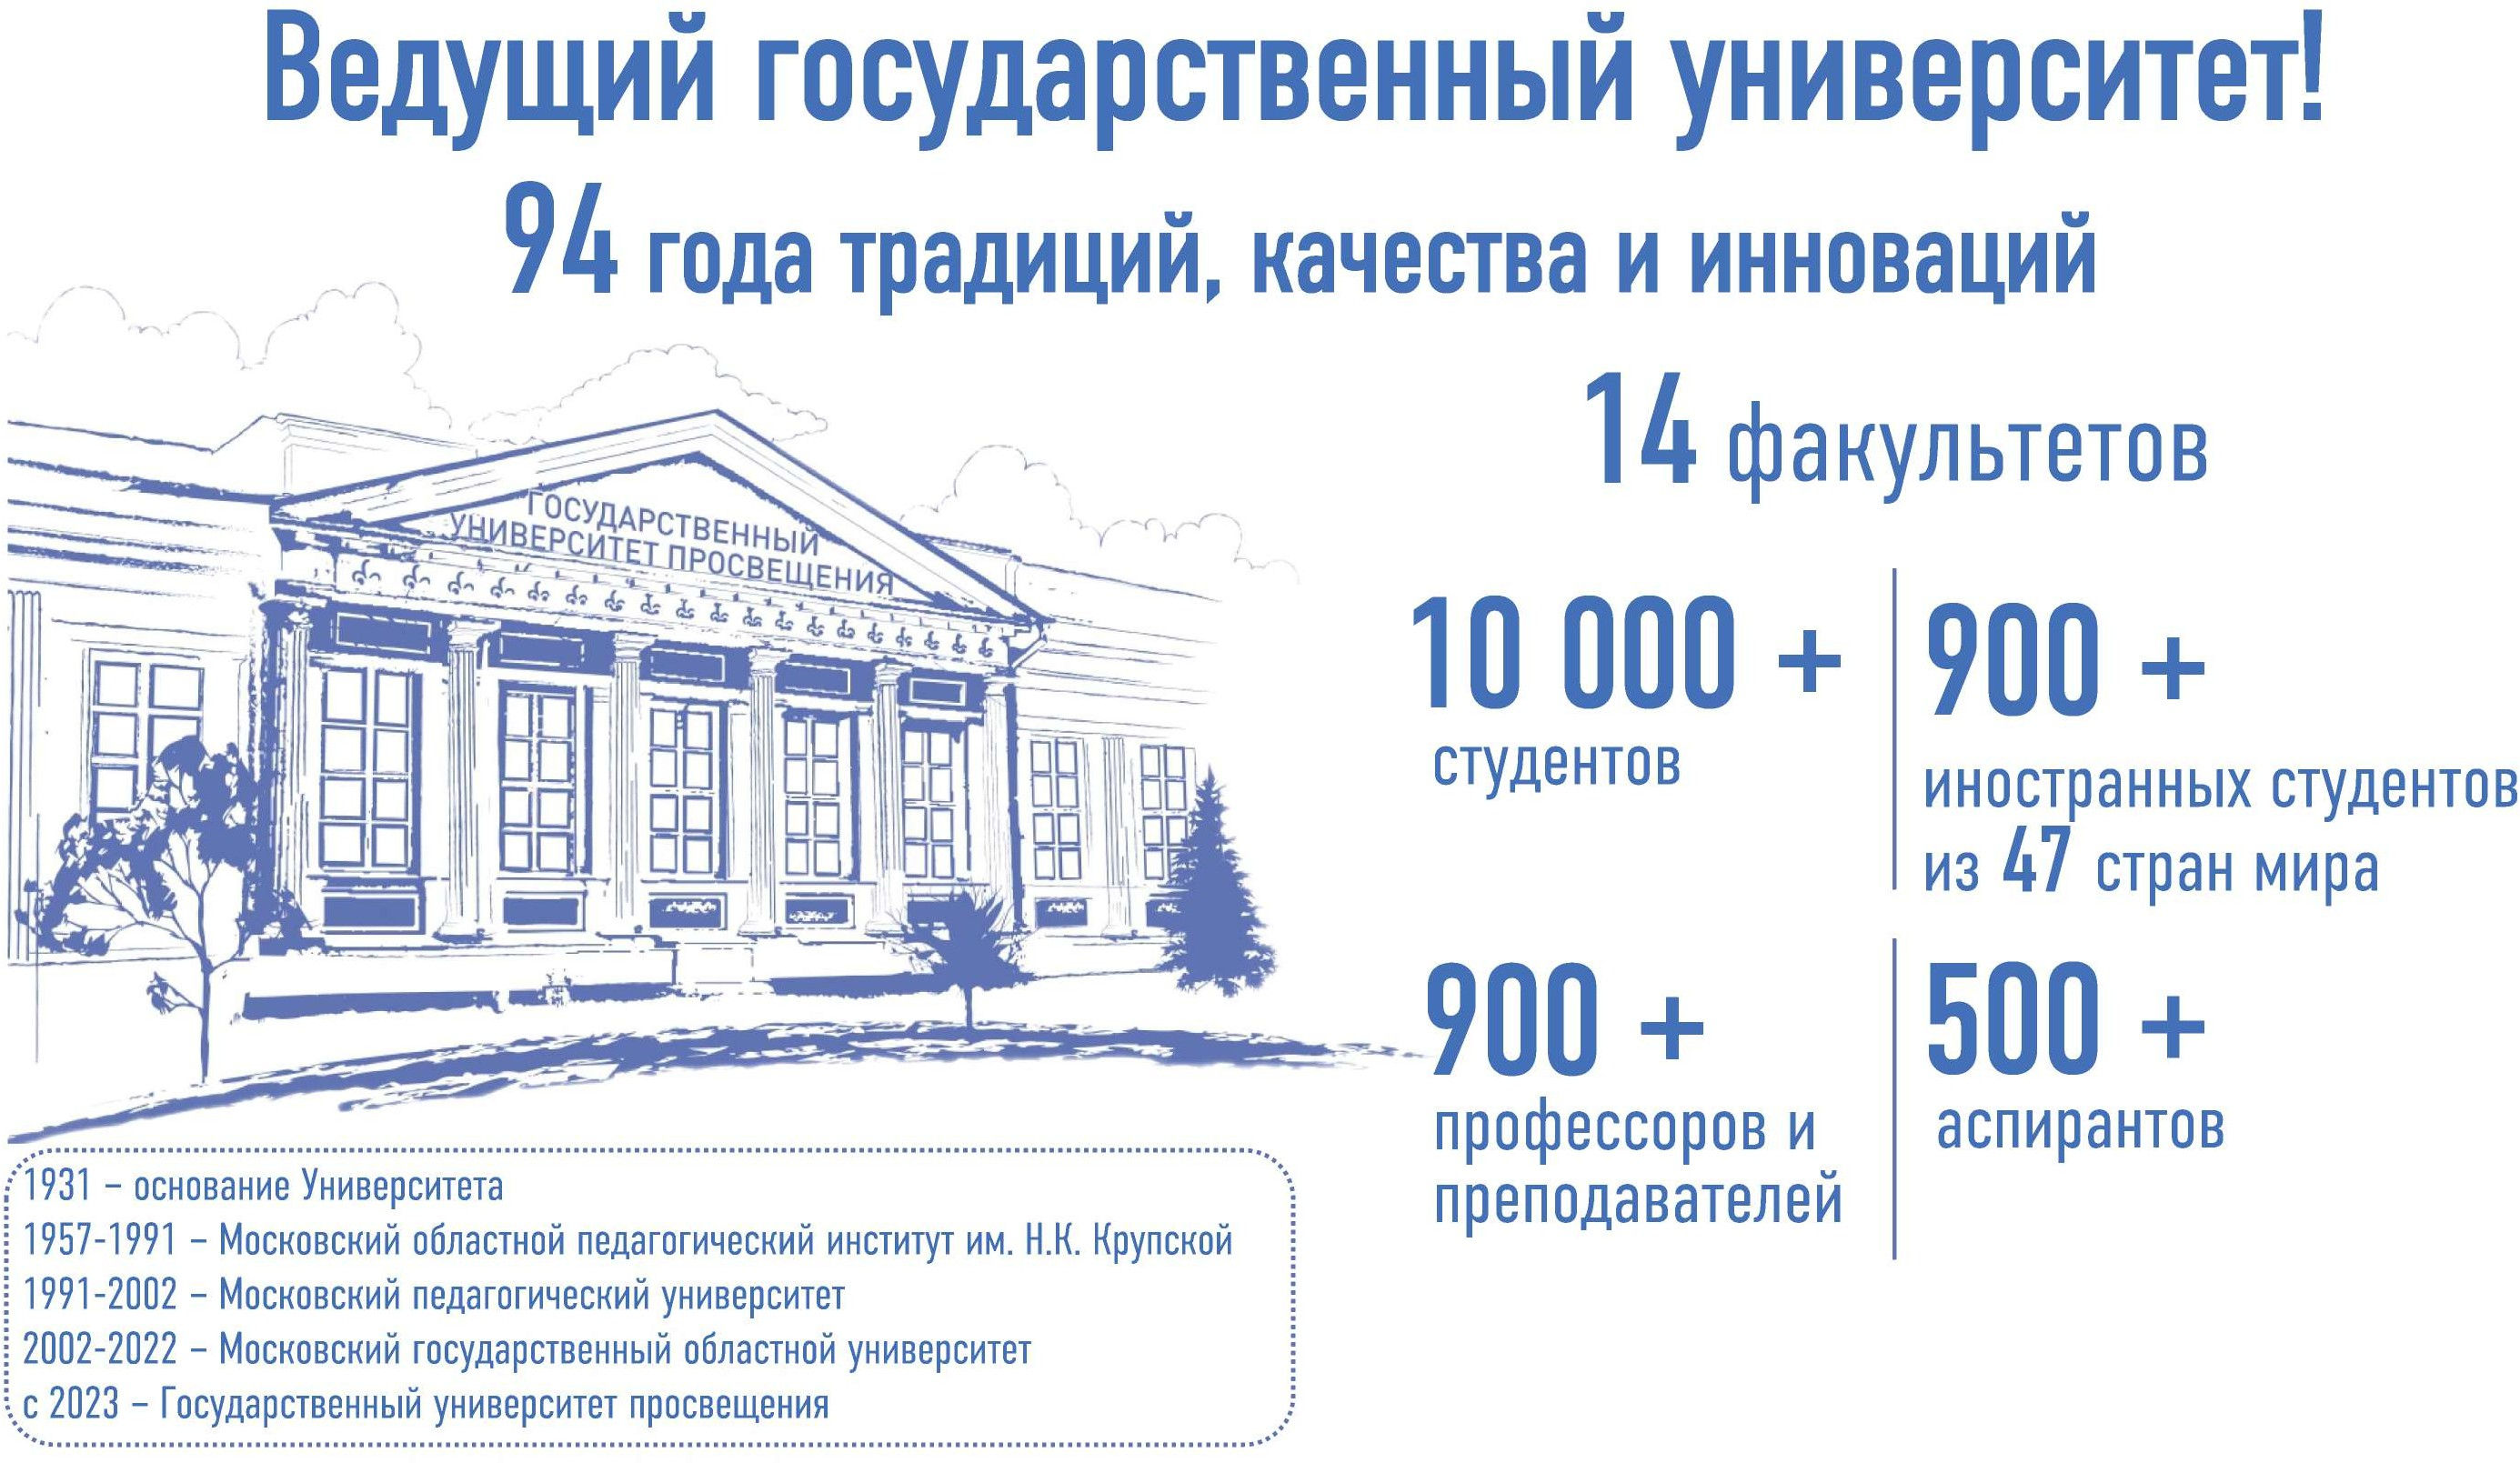 Ведущий государственный университет!
94 года традиций, качества и инноваций
14 факультетов
ГОСУДАРСТВЕННЫЙ
УНИВЕРСИТЕТ ПРОСВЕЩЕНИЯ
10 000 +
студентов
900 +
иностранных студентов
из 47 стран мира
900 +
профессоров и
преподавателей
500 +
аспирантов
1931 – основание Университета
1957-1991 – Московский областной педагогический институт им. Н.К. Крупской
1991-2002 – Московский педагогический университет
2002-2022 – Московский государственный областной университет
с 2023 – Государственный университет просвещения